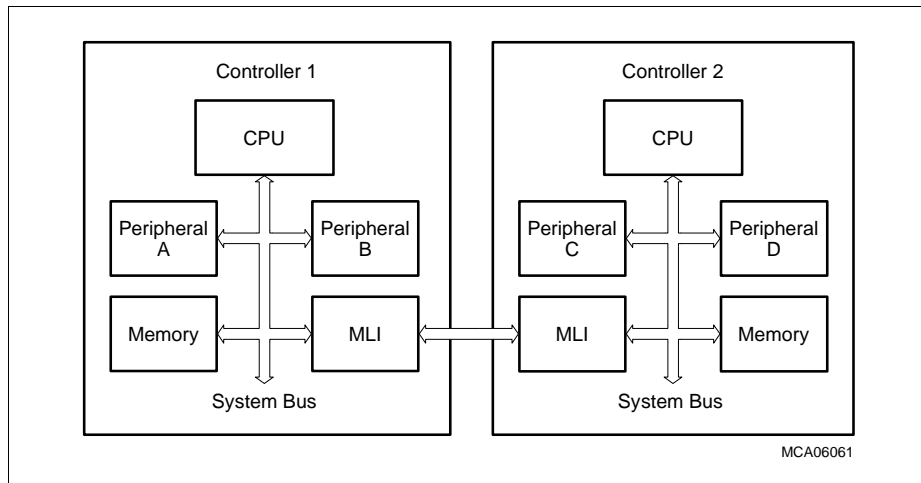 Controller 1
CPU
Peripheral
A
Peripheral
B
Memory
MLI
System Bus
Controller 2
CPU
Peripheral
C
Peripheral
D
MLI
Memory
System Bus
MCA06061